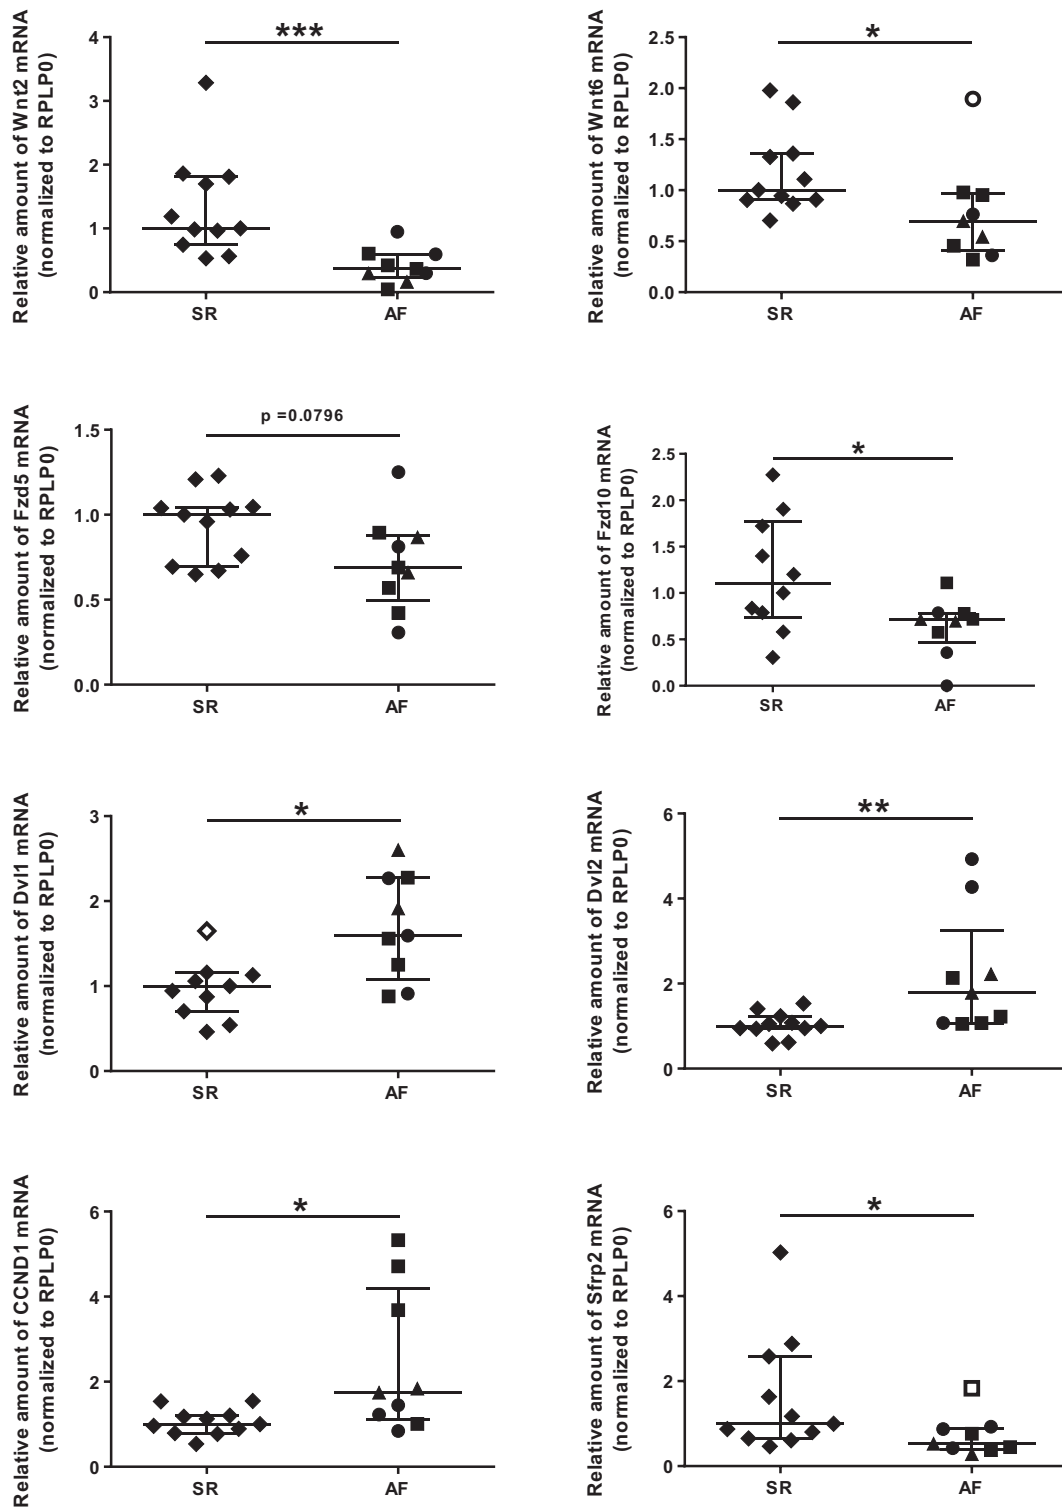 Relative amount of Wnt2 mRNA
(normalized to RPLP0)
4
3
2
1
0
***
SR
AF
Relative amount of Wnt6 mRNA
(normalized to RPLP0)
2.5
2.0
1.5
1.0
0.5
0.0
*
SR
AF
Relative amount of Fzd5 mRNA
(normalized to RPLP0)
1.5
1.0
0.5
0.0
p =0.0796
SR
AF
Relative amount of Fzd10 mRNA
(normalized to RPLP0)
2.5
2.0
1.5
1.0
0.5
0.0
*
SR
AF
Relative amount of Dvl1 mRNA
(normalized to RPLP0)
3
2
1
0
*
SR
AF
Relative amount of Dvl2 mRNA
(normalized to RPLP0)
6
4
2
0
**
SR
AF
Relative amount of CCND1 mRNA
(normalized to RPLP0)
6
4
2
0
*
SR
AF
Relative amount of Sfrp2 mRNA
(normalized to RPLP0)
6
4
2
0
*
SR
AF